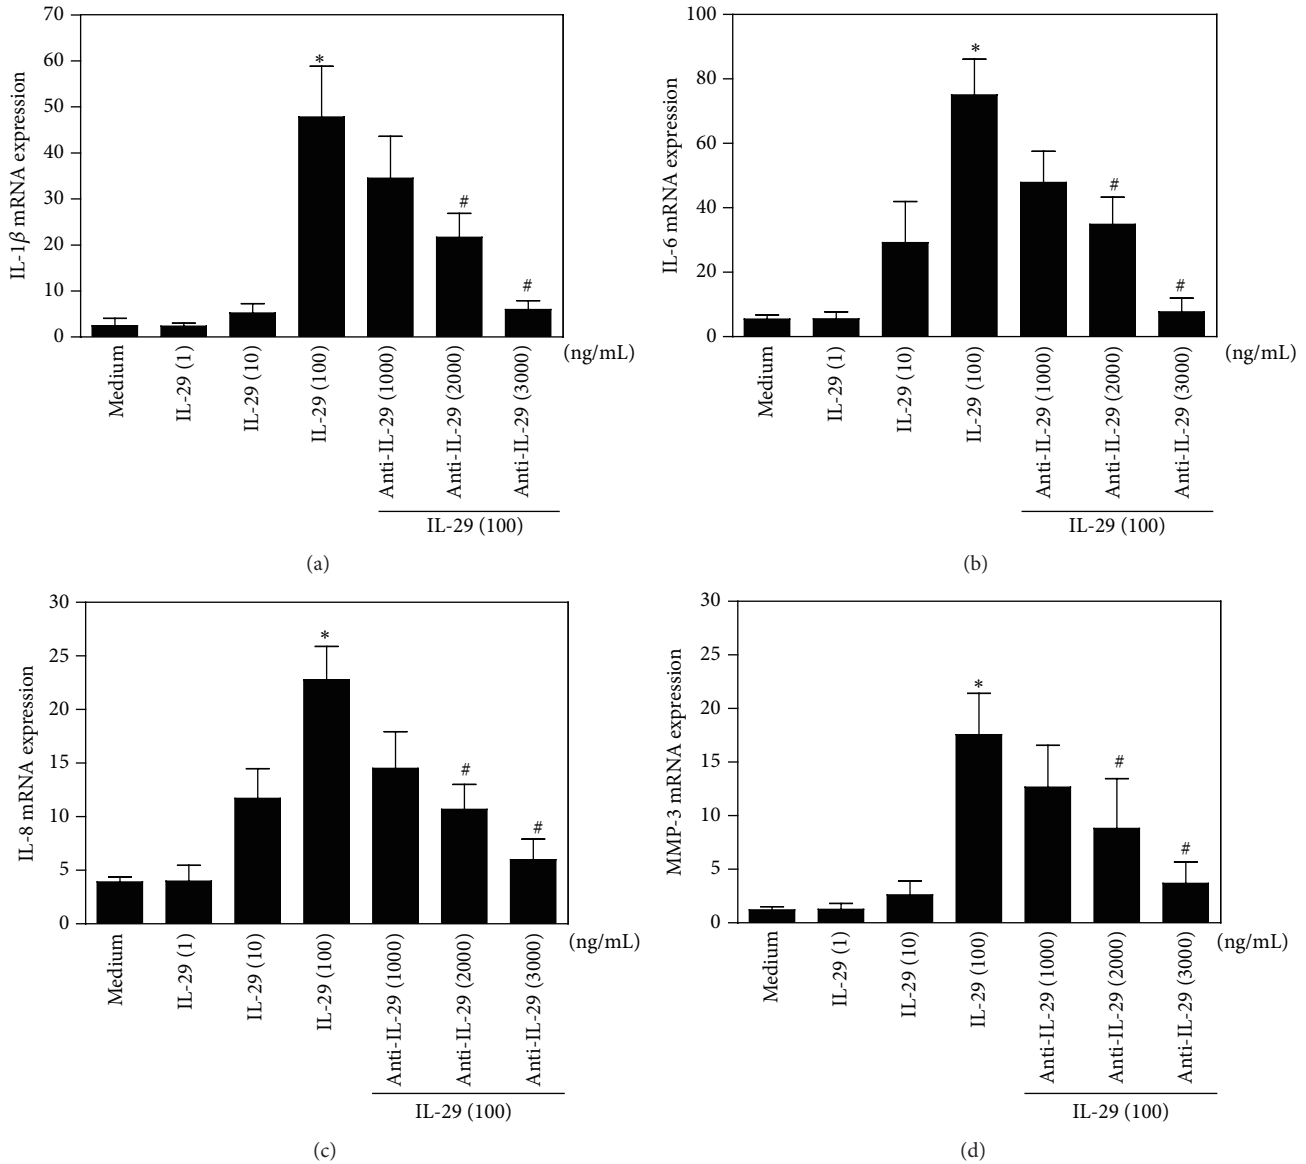 70
60
50
40
30
20
10
0
IL-1β mRNA expression
*
#
#
Medium
IL-29 (1)
IL-29 (10)
IL-29 (100)
Anti-IL-29 (1000)
Anti-IL-29 (2000)
Anti-IL-29 (3000)
(ng/mL)
IL-29 (100)
(a)
100
80
60
40
20
0
IL-6 mRNA expression
*
#
#
Medium
IL-29 (1)
IL-29 (10)
IL-29 (100)
Anti-IL-29 (1000)
Anti-IL-29 (2000)
Anti-IL-29 (3000)
(ng/mL)
IL-29 (100)
(b)
30
25
20
15
10
5
0
IL-8 mRNA expression
*
#
#
Medium
IL-29 (1)
IL-29 (10)
IL-29 (100)
Anti-IL-29 (1000)
Anti-IL-29 (2000)
Anti-IL-29 (3000)
(ng/mL)
IL-29 (100)
(c)
30
25
20
15
10
5
0
MMP-3 mRNA expression
*
#
#
Medium
IL-29 (1)
IL-29 (10)
IL-29 (100)
Anti-IL-29 (1000)
Anti-IL-29 (2000)
Anti-IL-29 (3000)
(ng/mL)
IL-29 (100)
(d)